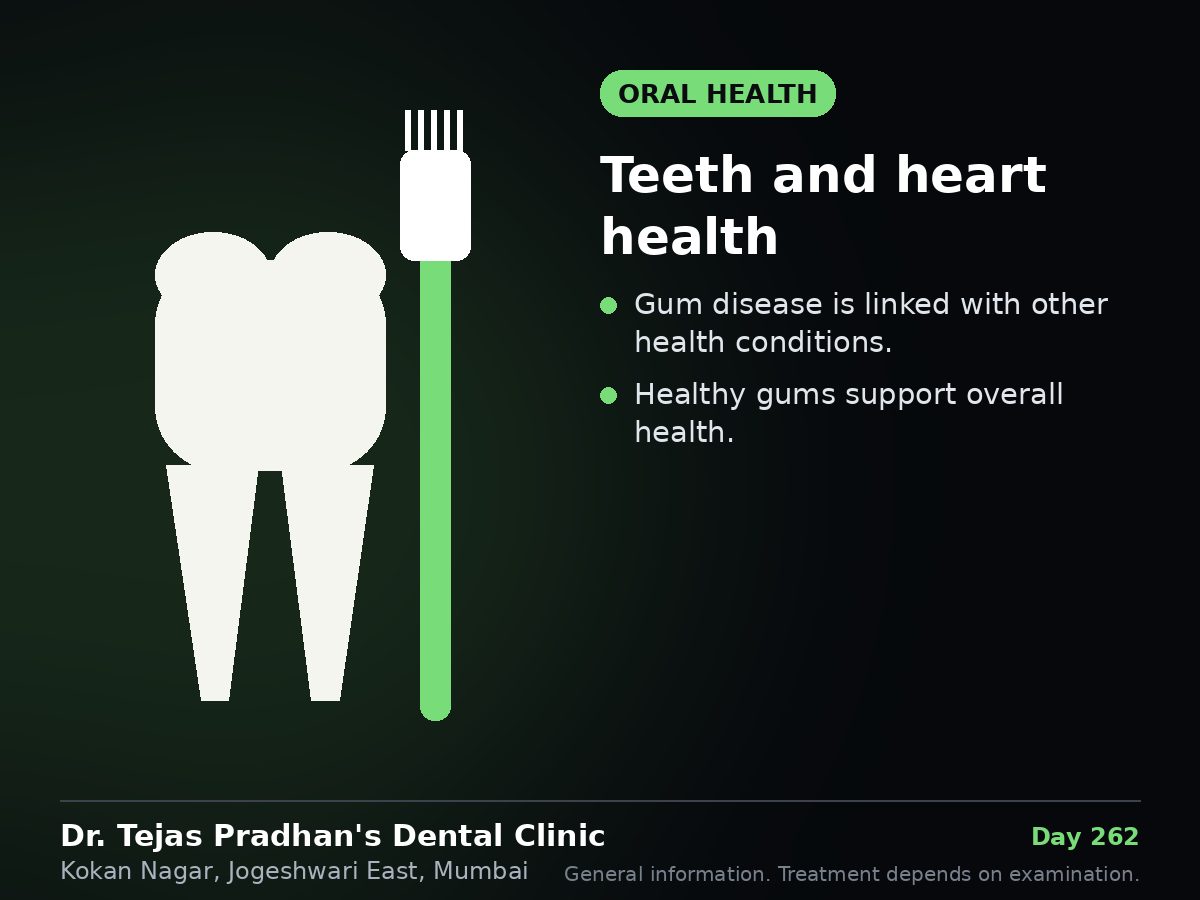 ORAL HEALTH
Teeth and heart
health
Gum disease is linked with other
health conditions.
Healthy gums support overall
health.
Dr. Tejas Pradhan's Dental Clinic
Day 262
Kokan Nagar, Jogeshwari East, Mumbai
General information. Treatment depends on examination.